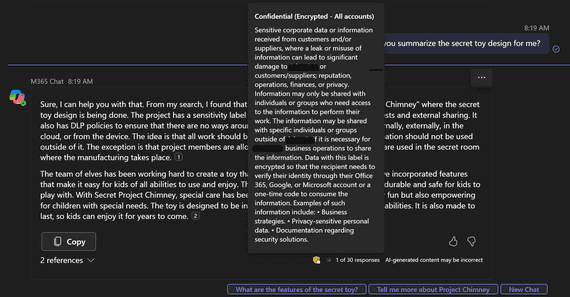 8:19 AM
you summarize the secret toy design for me?
M365 Chat 8:19 AM
Sure, I can help you with that. From my search, I found that
Chimney" where the secret
toy design is being done. The project has a sensitivity label
ests and external sharing. It
also has DLP policies to ensure that there are no ways aroun
rnally, externally, in the
cloud, or from the device. The idea is that all work should b
ation should not be used
outside of it. The exception is that project members are allo
are used in the secret room
where the manufacturing takes place. 1
The team of elves has been working hard to create a toy tha
e incorporated features
that make it easy for kids of all abilities to use and enjoy. Th
durable and safe for kids to
play with. With Secret Project Chimney, special care has been
fun but also empowering
for children with special needs. The toy is designed to be in
abilities. It is also made to
last, so kids can enjoy it for years to come. 2
Confidential (Encrypted - All accounts)
Sensitive corporate data or information
received from customers and/or
suppliers, where a leak or misuse of
information can lead to significant
damage to
or
customers/suppliers; reputation,
operations, finances, or privacy.
Information may only be shared with
individuals or groups who need access
to the information to perform their
work. The information may be shared
with specific individuals or groups
outside of
if it is necessary for
business operations to share
the information. Data with this label is
encrypted so that the recipient needs to
verify their identity through their Office
365, Google, or Microsoft account or a
one-time code to consume the
information. Examples of such
information include: • Business
strategies. • Privacy-sensitive personal
data. • Documentation regarding
security solutions.
Copy
2 references
1 of 30 responses
AI-generated content may be incorrect
What are the features of the secret toy?
Tell me more about Project Chimney
New Chat